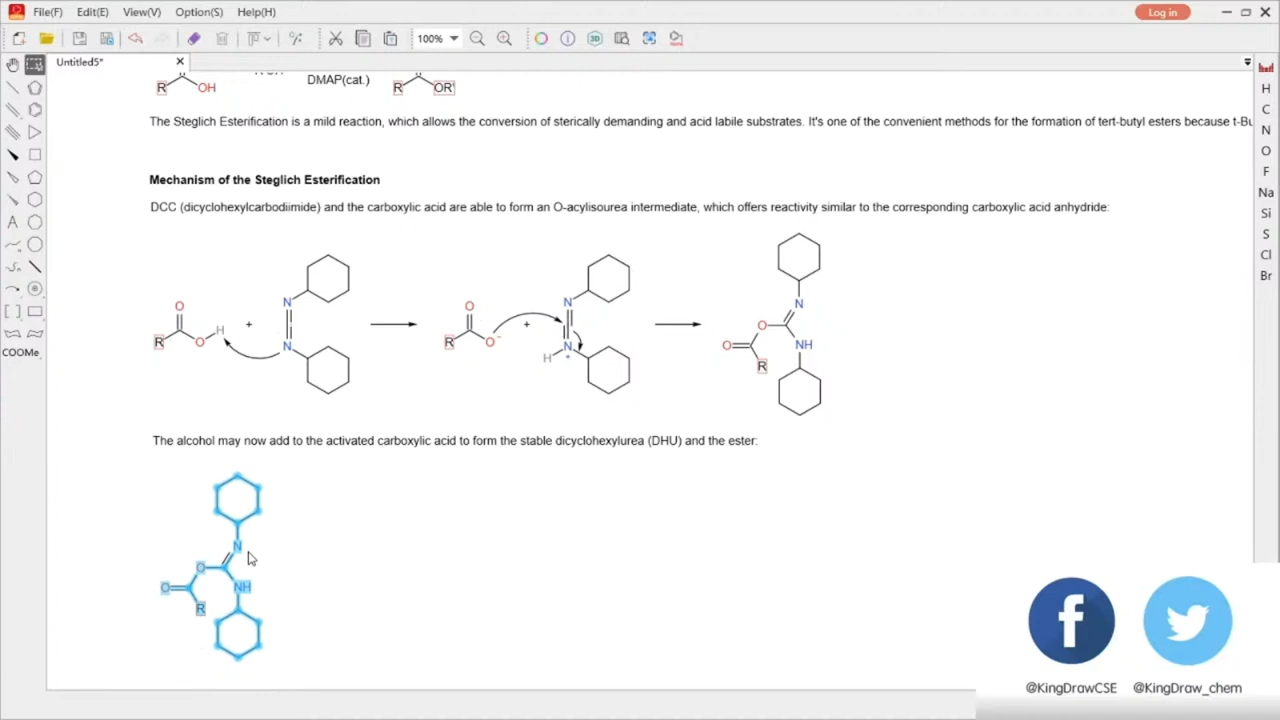 File(F) Edit(E) View(V) Option(S) Help(H) Log in
100%
Untitled5*
R OH DMAP(cat.) R OR'
The Steglich Esterification is a mild reaction, which allows the conversion of sterically demanding and acid labile substrates. It's one of the convenient methods for the formation of tert-butyl esters because t-Bu
Mechanism of the Steglich Esterification
DCC (dicyclohexylcarbodiimide) and the carboxylic acid are able to form an O-acylisourea intermediate, which offers reactivity similar to the corresponding carboxylic acid anhydride:
O R O H + N N
O R O - + N H N +
N O O NH R
The alcohol may now add to the activated carboxylic acid to form the stable dicyclohexylurea (DHU) and the ester:
N
O
O NH
R
A
COOMe
H
C
N
O
F
Na
Si
S
Cl
Br
@KingDrawCSE @KingDraw_chem